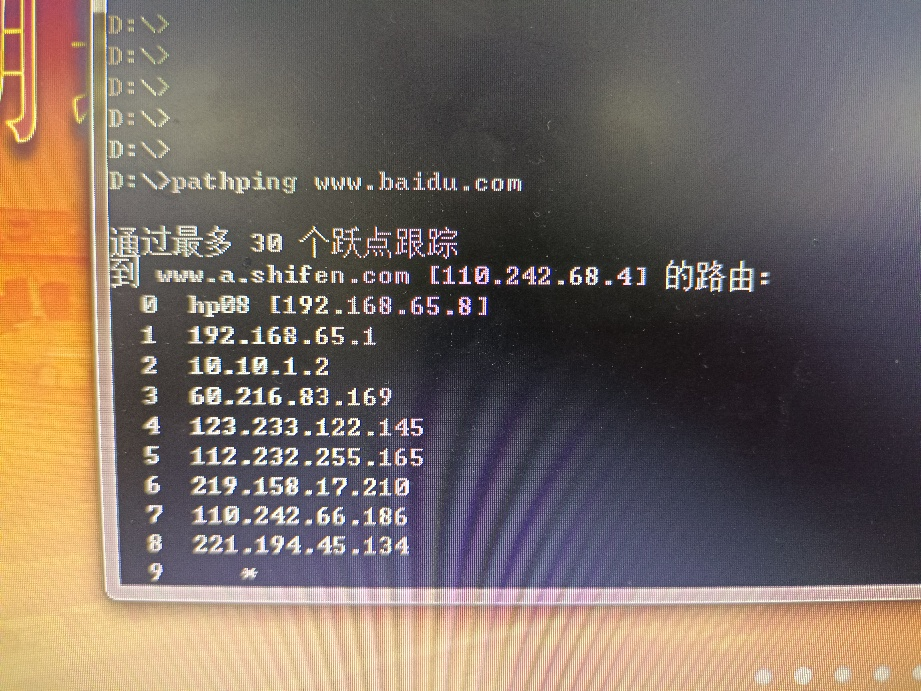 D:\>
D:\>
D:\>
D:\>
D:\>
D:\>pathping www.baidu.com
通过最多 30 个跃点跟踪
到 www.a.shifen.com [110.242.68.4] 的路由:
0 hp08 [192.168.65.8]
1 192.168.65.1
2 10.10.1.2
3 60.216.83.169
4 123.233.122.145
5 112.232.255.165
6 219.158.17.210
7 110.242.66.186
8 221.194.45.134
9 *